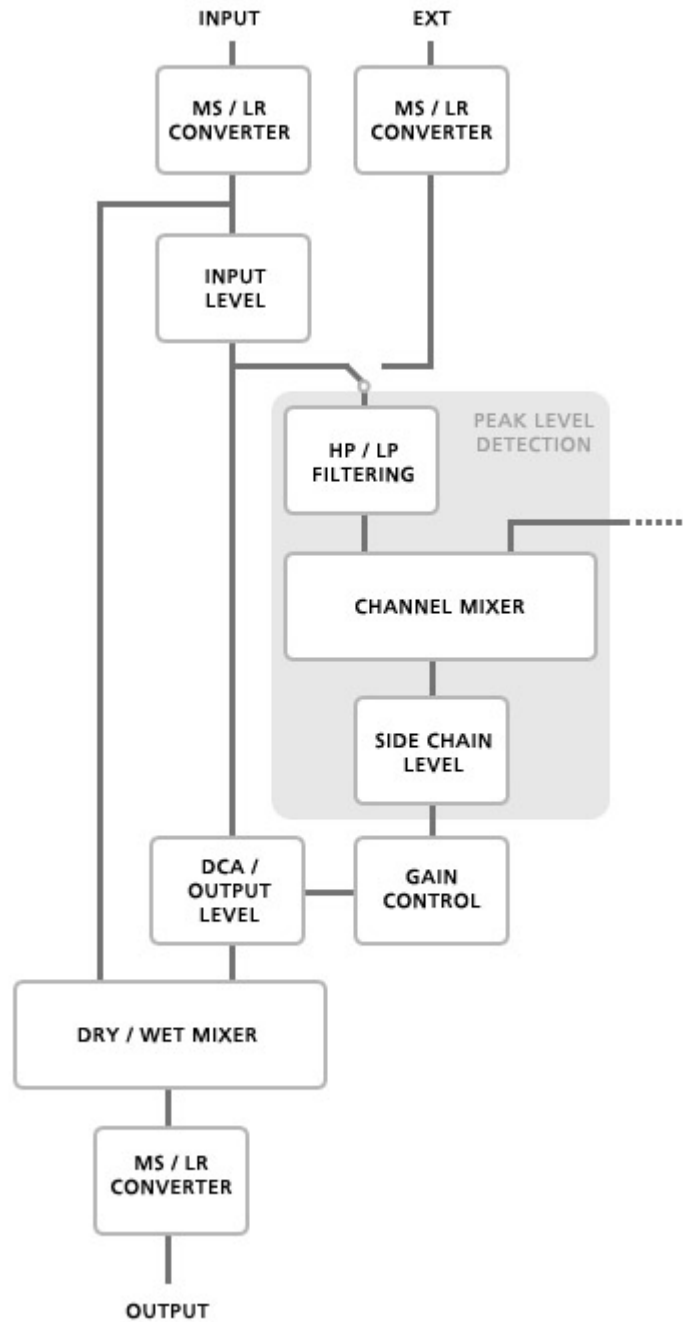 INPUT
EXT
MS / LR
CONVERTER
MS / LR
CONVERTER
INPUT
LEVEL
PEAK LEVEL
DETECTION
HP / LP
FILTERING
CHANNEL MIXER
SIDE CHAIN
LEVEL
DCA /
OUTPUT
LEVEL
GAIN
CONTROL
DRY / WET MIXER
MS / LR
CONVERTER
OUTPUT